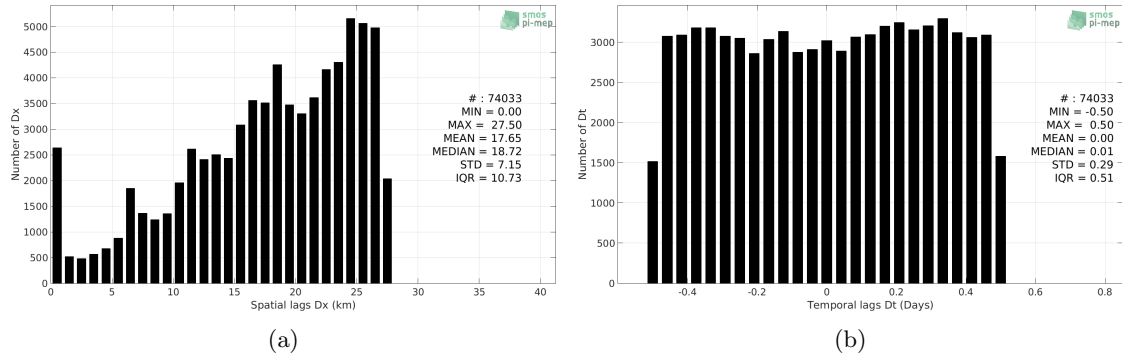 smos
pi-mep
Number of Dx
5000
4500
4000
3500
3000
2500
2000
1500
1000
500
0
# : 74033
MIN = 0.00
MAX = 27.50
MEAN = 17.65
MEDIAN = 18.72
STD = 7.15
IQR = 10.73
0 5 10 15 20 25 30 35 40
Spatial lags Dx (km)
(a)
smos
pi-mep
Number of Dt
3000
2500
2000
1500
1000
500
0
# : 74033
MIN = -0.50
MAX = 0.50
MEAN = 0.00
MEDIAN = 0.01
STD = 0.29
IQR = 0.51
-0.4 -0.2 0 0.2 0.4 0.6 0.8
Temporal lags Dt (Days)
(b)